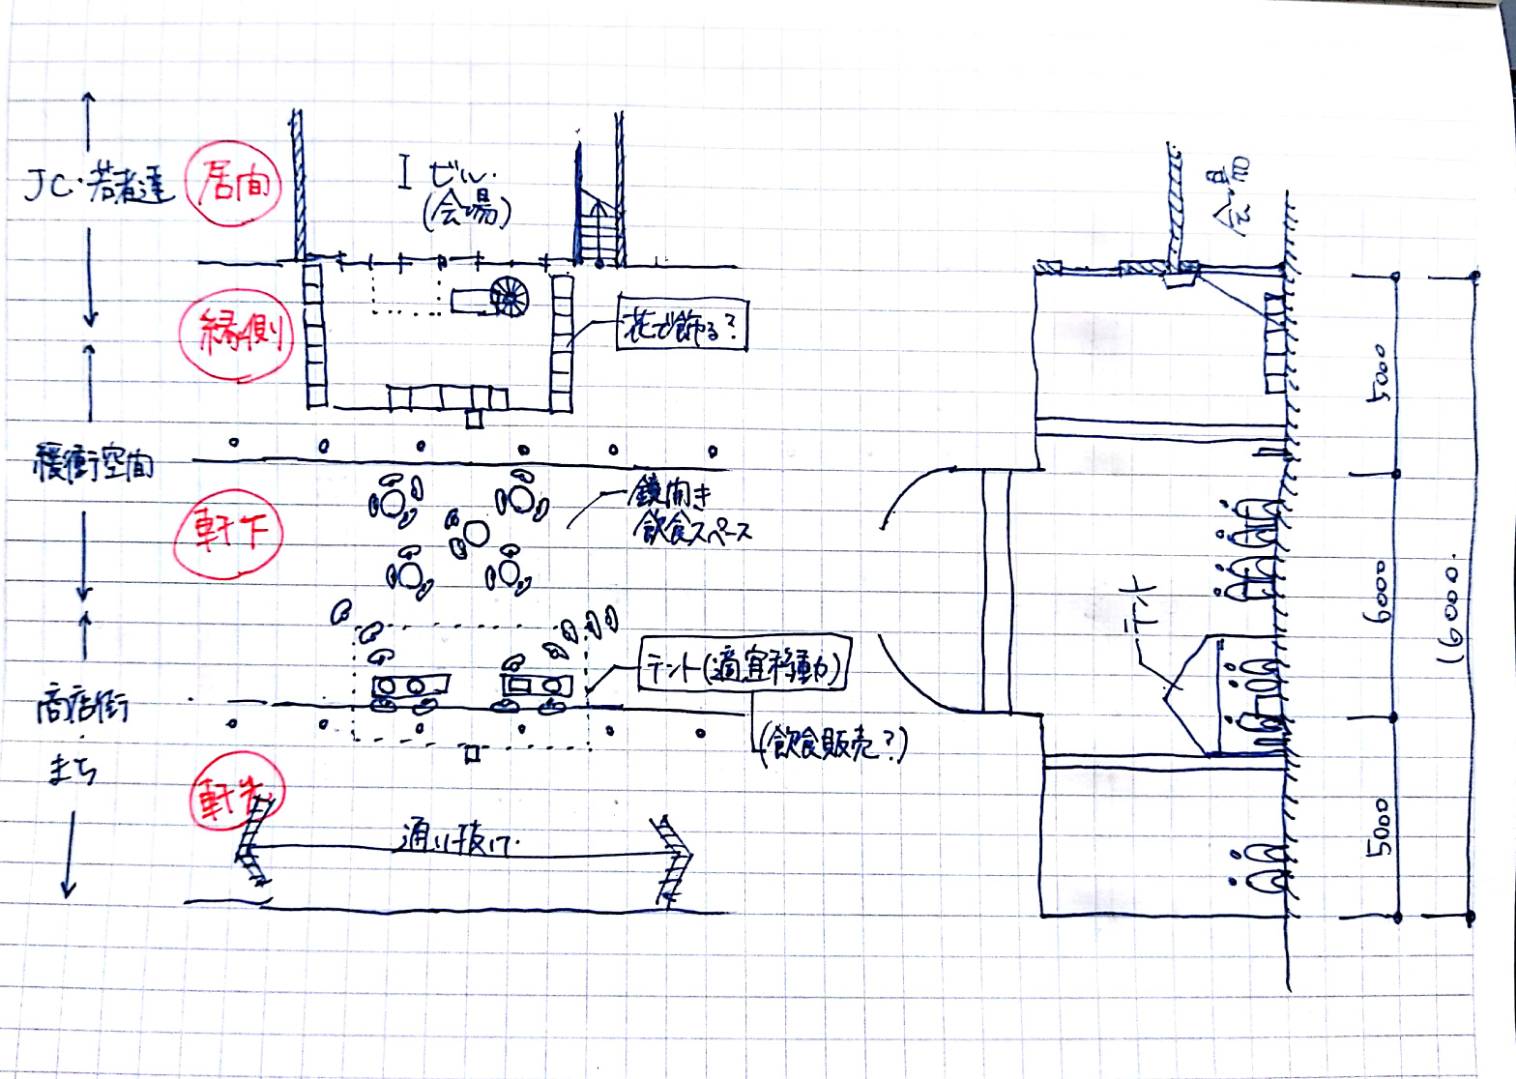 JC・若者達
居間
Iビル
(会場)
縁側
花で飾る?
緩衝空間
軒下
鏡開き
飲食スペース
テント(適宜移動)
(飲食販売?)
商店街
まち
軒先
通り抜け
会場
テント
5000
6000
5000
16000